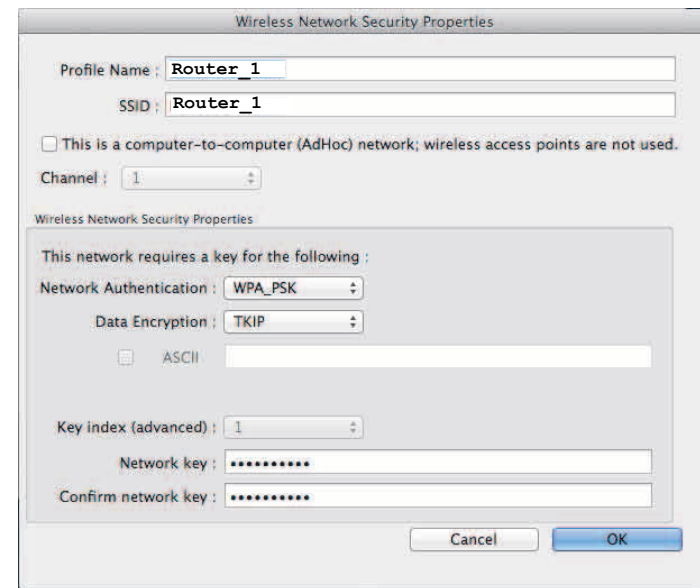 Wireless Network Security Properties
Profile Name : Router_1
SSID : Router_1
This is a computer-to-computer (AdHoc) network; wireless access points are not used.
Channel : 1
Wireless Network Security Properties
This network requires a key for the following :
Network Authentication : WPA_PSK
Data Encryption : TKIP
ASCII
Key index (advanced) : 1
Network key : ••••••••••
Confirm network key : ••••••••••
Cancel OK